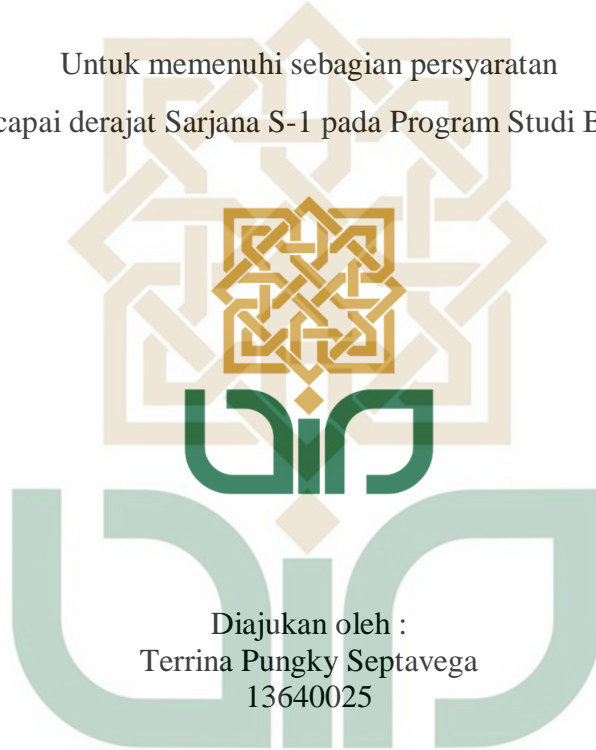 Untuk memenuhi sebagian persyaratan
capai derajat Sarjana S-1 pada Program Studi B
Diajukan oleh :
Terrina Pungky Septavega
13640025